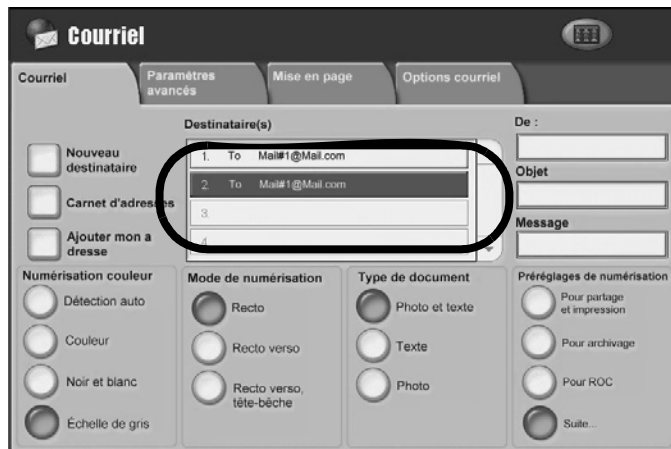 Courriel
Courriel
Paramètres
avancés
Mise en page
Options courriel
Destinataire(s)
1. To Mail#1@Mail.com
2. To Mail#1@Mail.com
3.
4.
Nouveau
destinataire
Carnet d'adresses
Ajouter mon a
dresse
De :
Objet
Message
Numérisation couleur
Détection auto
Couleur
Noir et blanc
Échelle de gris
Mode de numérisation
Recto
Recto verso
Recto verso,
tête-bêche
Type de document
Photo et texte
Texte
Photo
Préréglages de numérisation
Pour partage
et impression
Pour archivage
Pour ROC
Suite...